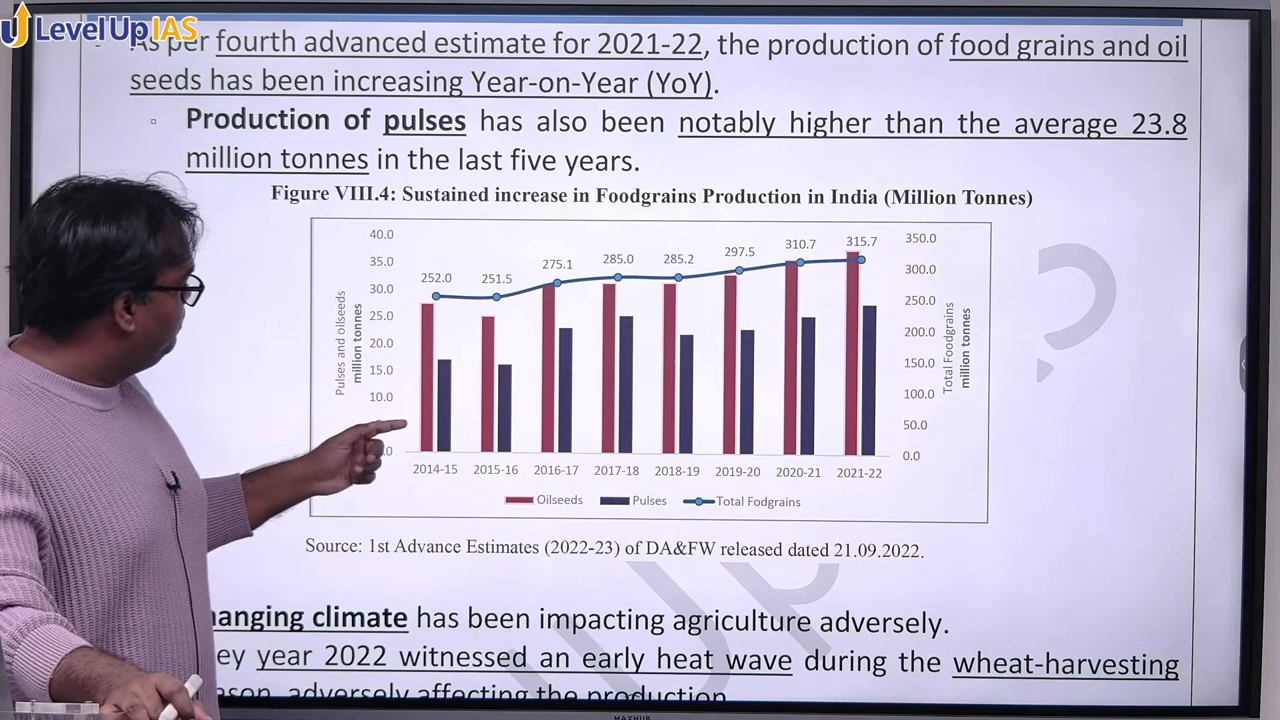 Level Up IAS
As per fourth advanced estimate for 2021-22, the production of food grains and oil
seeds has been increasing Year-on-Year (YoY).
Production of pulses has also been notably higher than the average 23.8
million tonnes in the last five years.
Figure VIII.4: Sustained increase in Foodgrains Production in India (Million Tonnes)
40.0
35.0
30.0
25.0
20.0
15.0
10.0
.0
Pulses and oilseeds
million tonnes
252.0 251.5 275.1 285.0 285.2 297.5 310.7 315.7
350.0
300.0
250.0
200.0
150.0
100.0
50.0
0.0
Total Foodgrains
million tonnes
2014-15 2015-16 2016-17 2017-18 2018-19 2019-20 2020-21 2021-22
Oilseeds Pulses Total Fodgrains
Source: 1st Advance Estimates (2022-23) of DA&FW released dated 21.09.2022.
hanging climate has been impacting agriculture adversely.
ey year 2022 witnessed an early heat wave during the wheat-harvesting
ason, adversely affecting the production
MAXHUB